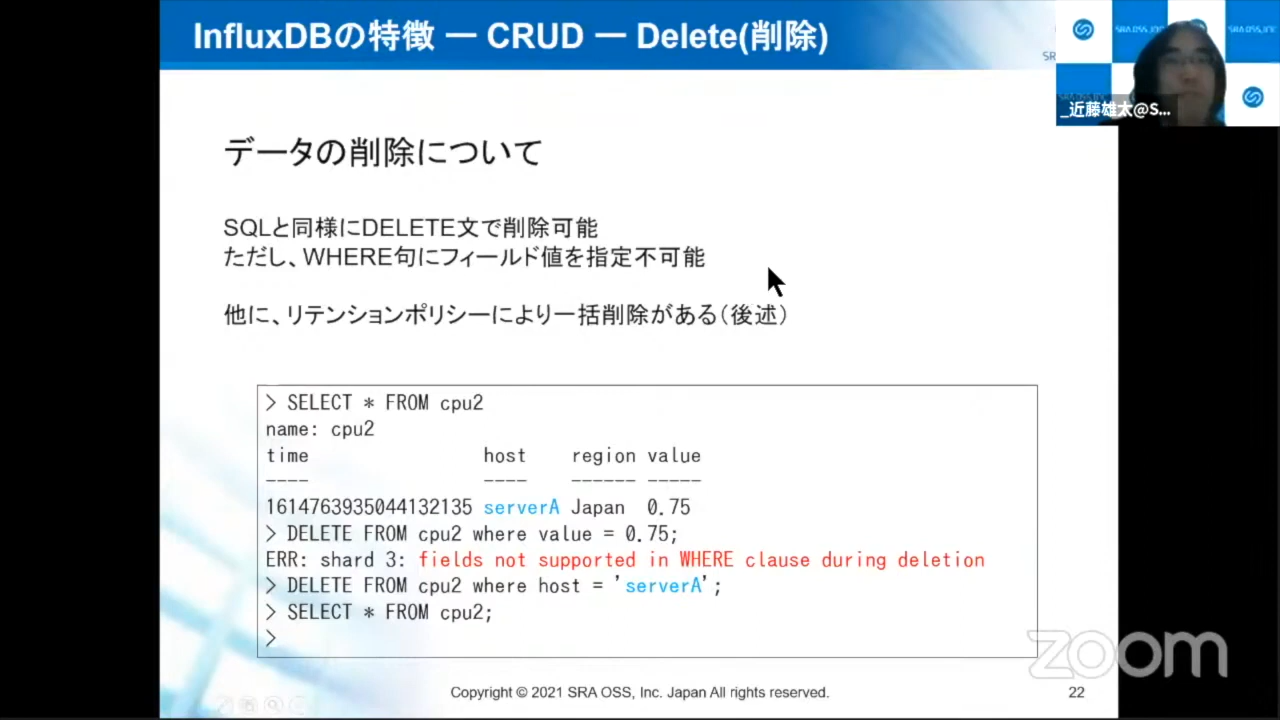 InfluxDBの特徴 ー CRUD ー Delete(削除)
_近藤雄太@S...
データの削除について
SQLと同様にDELETE文で削除可能
ただし、WHERE句にフィールド値を指定不可能
他に、リテンションポリシーにより一括削除がある（後述）
> SELECT * FROM cpu2
name: cpu2
time host region value
---- ---- ------ -----
1614763935044132135 serverA Japan 0.75
> DELETE FROM cpu2 where value = 0.75;
ERR: shard 3: fields not supported in WHERE clause during deletion
> DELETE FROM cpu2 where host = 'serverA';
> SELECT * FROM cpu2;
>
zoom
Copyright © 2021 SRA OSS, Inc. Japan All rights reserved.
22